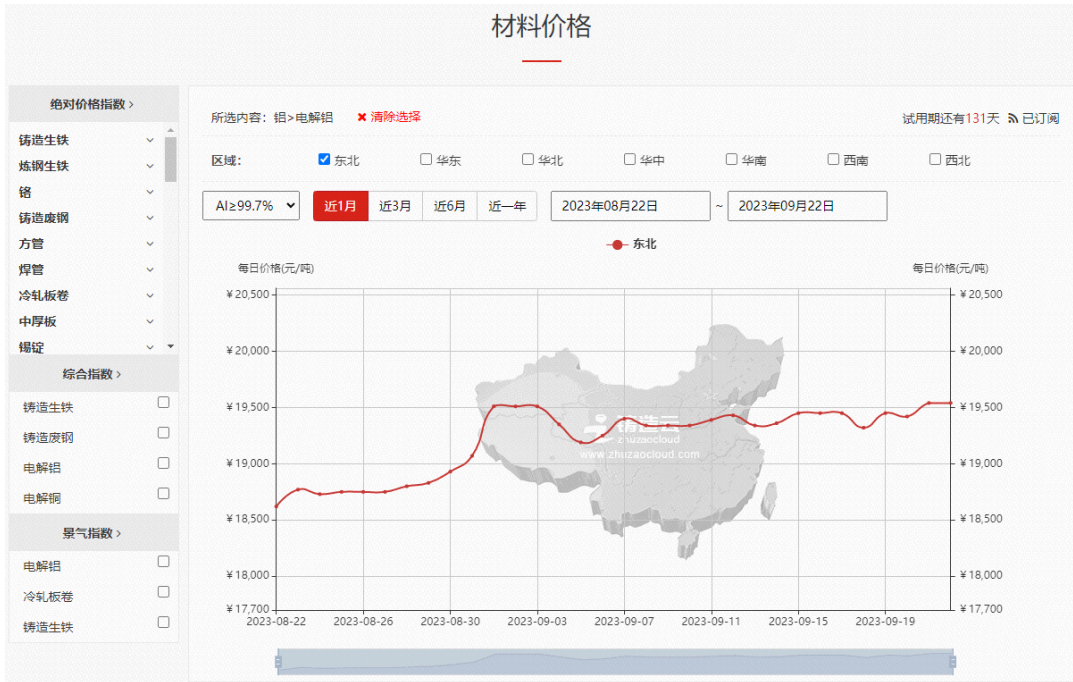 材料价格
绝对价格指数 >
铸造生铁
炼钢生铁
铬
铸造废钢
方管
焊管
冷轧板卷
中厚板
锡锭
综合指数 >
铸造生铁
铸造废钢
电解铝
电解铜
景气指数 >
电解铝
冷轧板卷
铸造生铁
所选内容：铝>电解铝 ✖ 清除选择
试用期还有131天 已订阅
区域： 东北 华东 华北 华中 华南 西南 西北
Al≥99.7% 近1月 近3月 近6月 近一年 2023年08月22日 ~ 2023年09月22日
东北
每日价格(元/吨) 每日价格(元/吨)
¥20,500 ¥20,500
¥20,000 ¥20,000
¥19,500 ¥19,500
¥19,000 ¥19,000
¥18,500 ¥18,500
¥18,000 ¥18,000
¥17,700 ¥17,700
铸造云
zhuzaocloud
www.zhuzaocloud.com
2023-08-22 2023-08-26 2023-08-30 2023-09-03 2023-09-07 2023-09-11 2023-09-15 2023-09-19